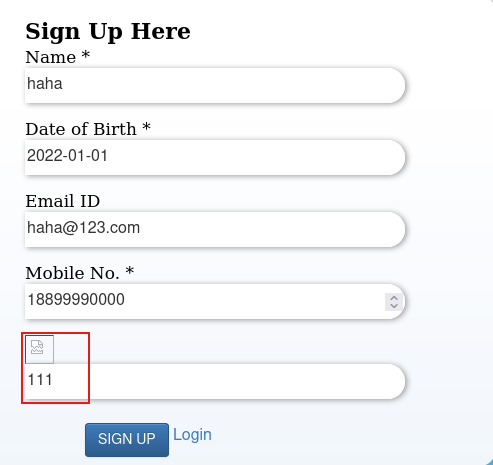 Sign Up Here
Name *
haha
Date of Birth *
2022-01-01
Email ID
haha@123.com
Mobile No. *
18899990000
111
SIGN UP Login